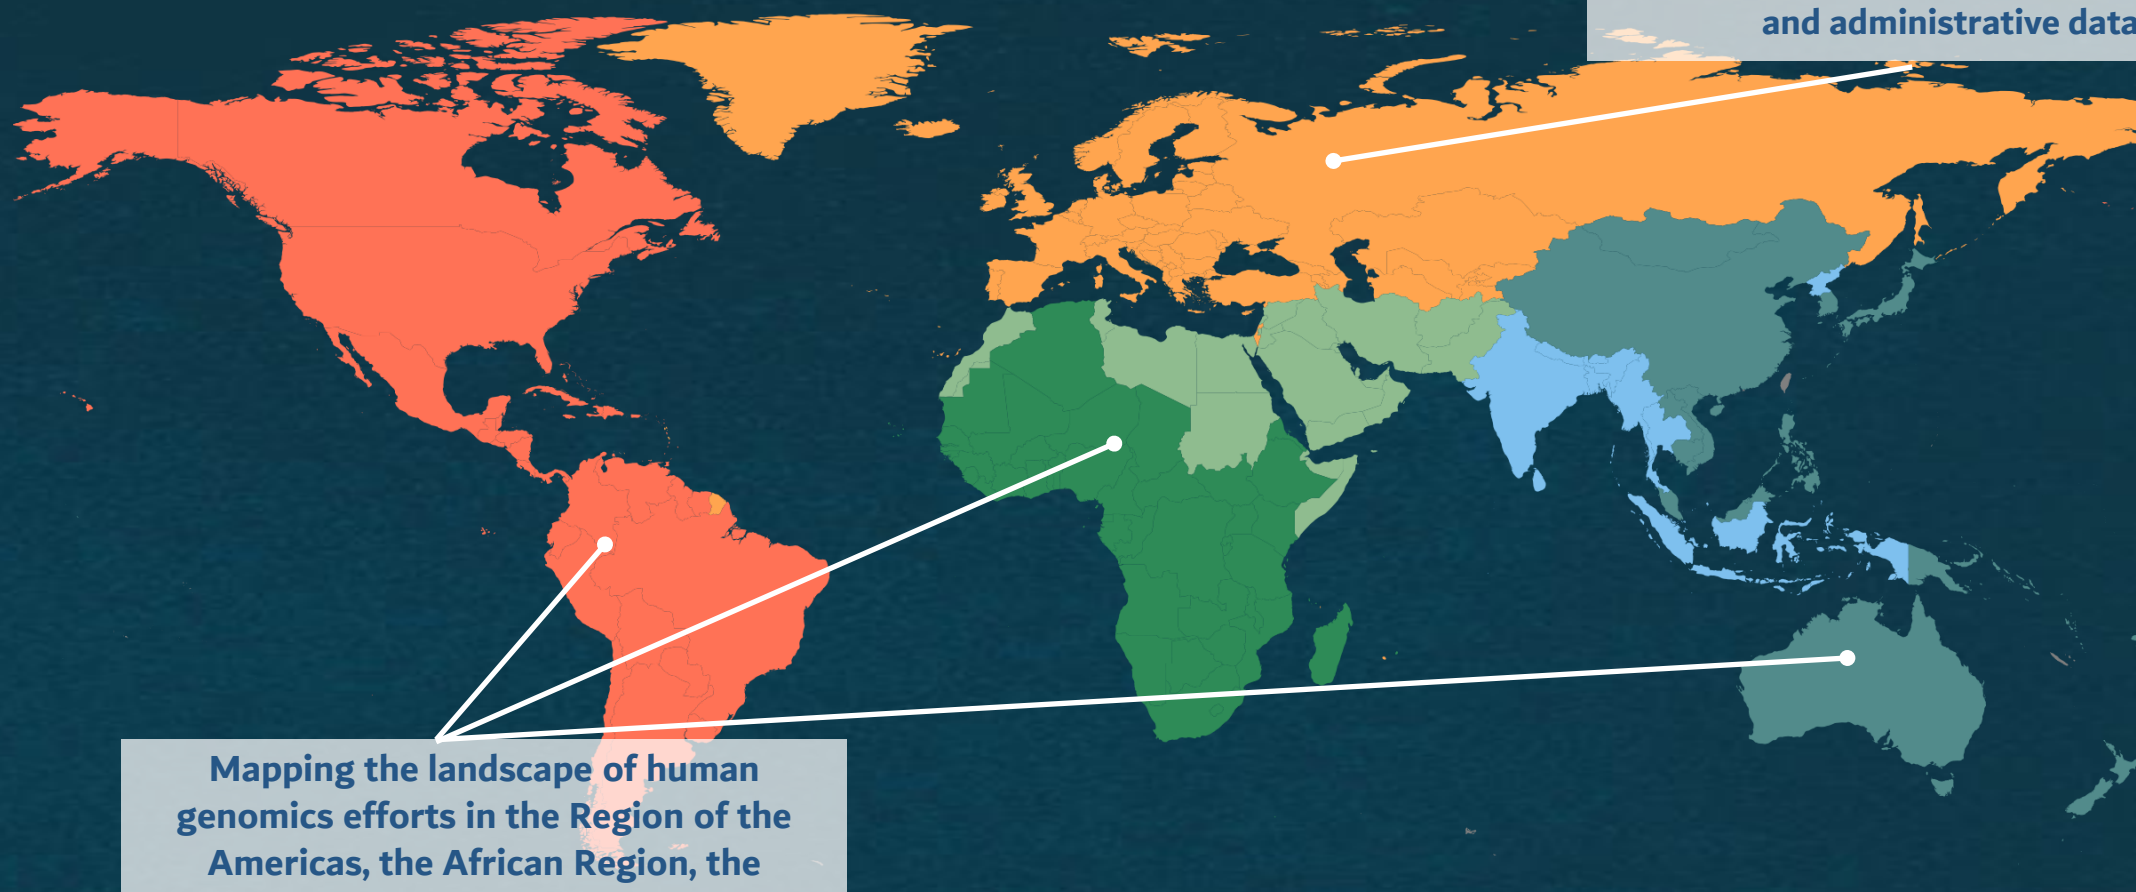 and administrative data
Mapping the landscape of human
genomics efforts in the Region of the
Americas, the African Region, the